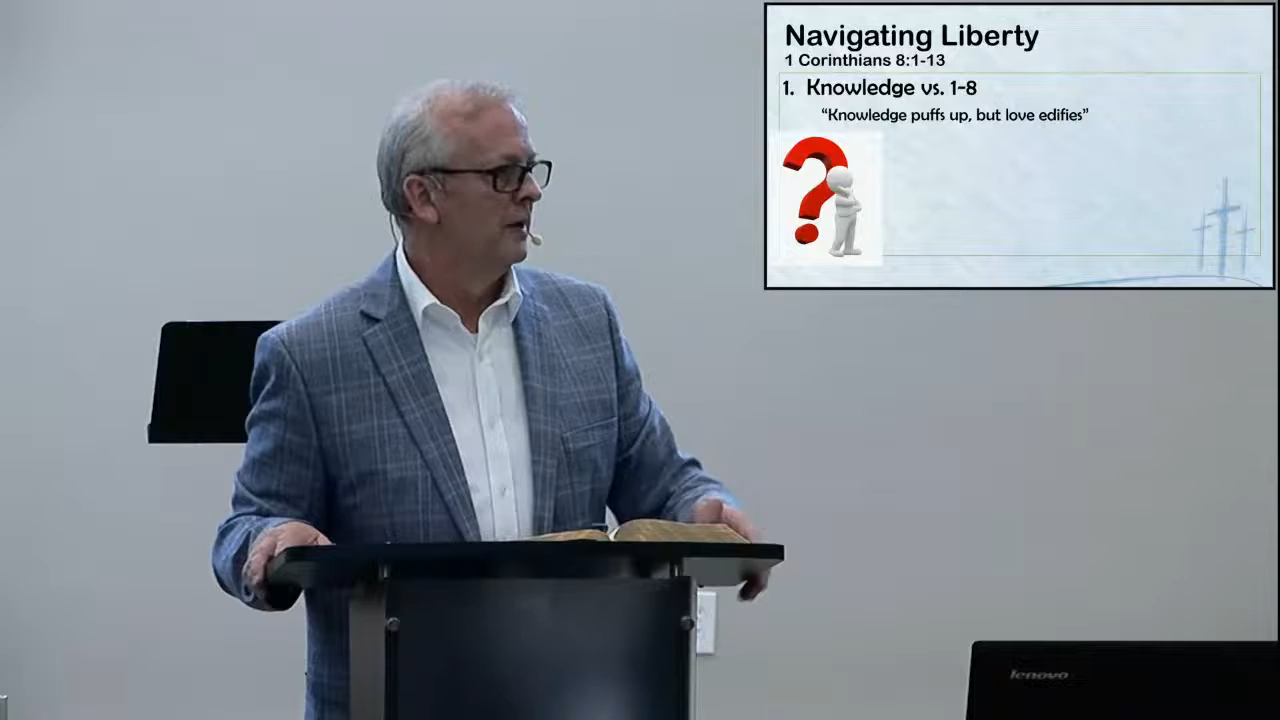 Navigating Liberty
1 Corinthians 8:1-13
1. Knowledge vs. 1-8
“Knowledge puffs up, but love edifies”
lenovo